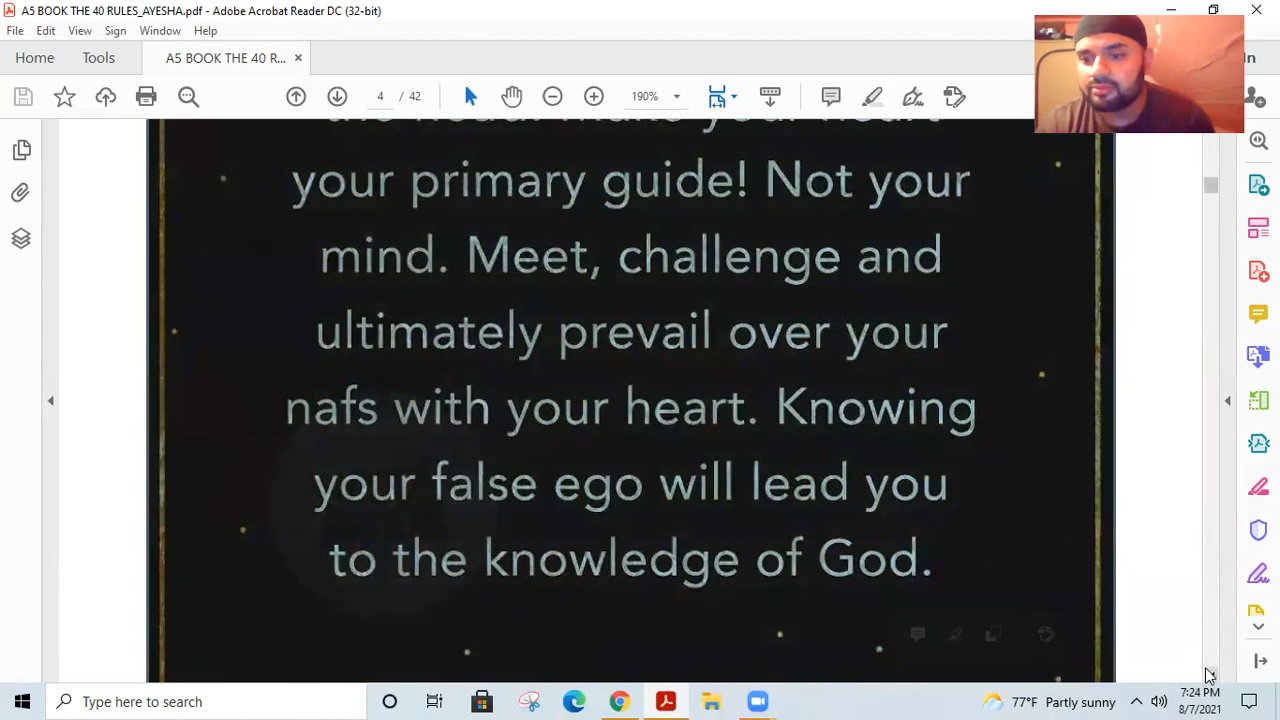 A5 BOOK THE 40 RULES_AYESHA.pdf - Adobe Acrobat Reader DC (32-bit)
File Edit View Sign Window Help
Home Tools A5 BOOK THE 40 R... ×
4 / 42 190%
In
your heart
your primary guide! Not your
mind. Meet, challenge and
ultimately prevail over your
nafs with your heart. Knowing
your false ego will lead you
to the knowledge of God.
Type here to search
77°F Partly sunny
7:24 PM
8/7/2021